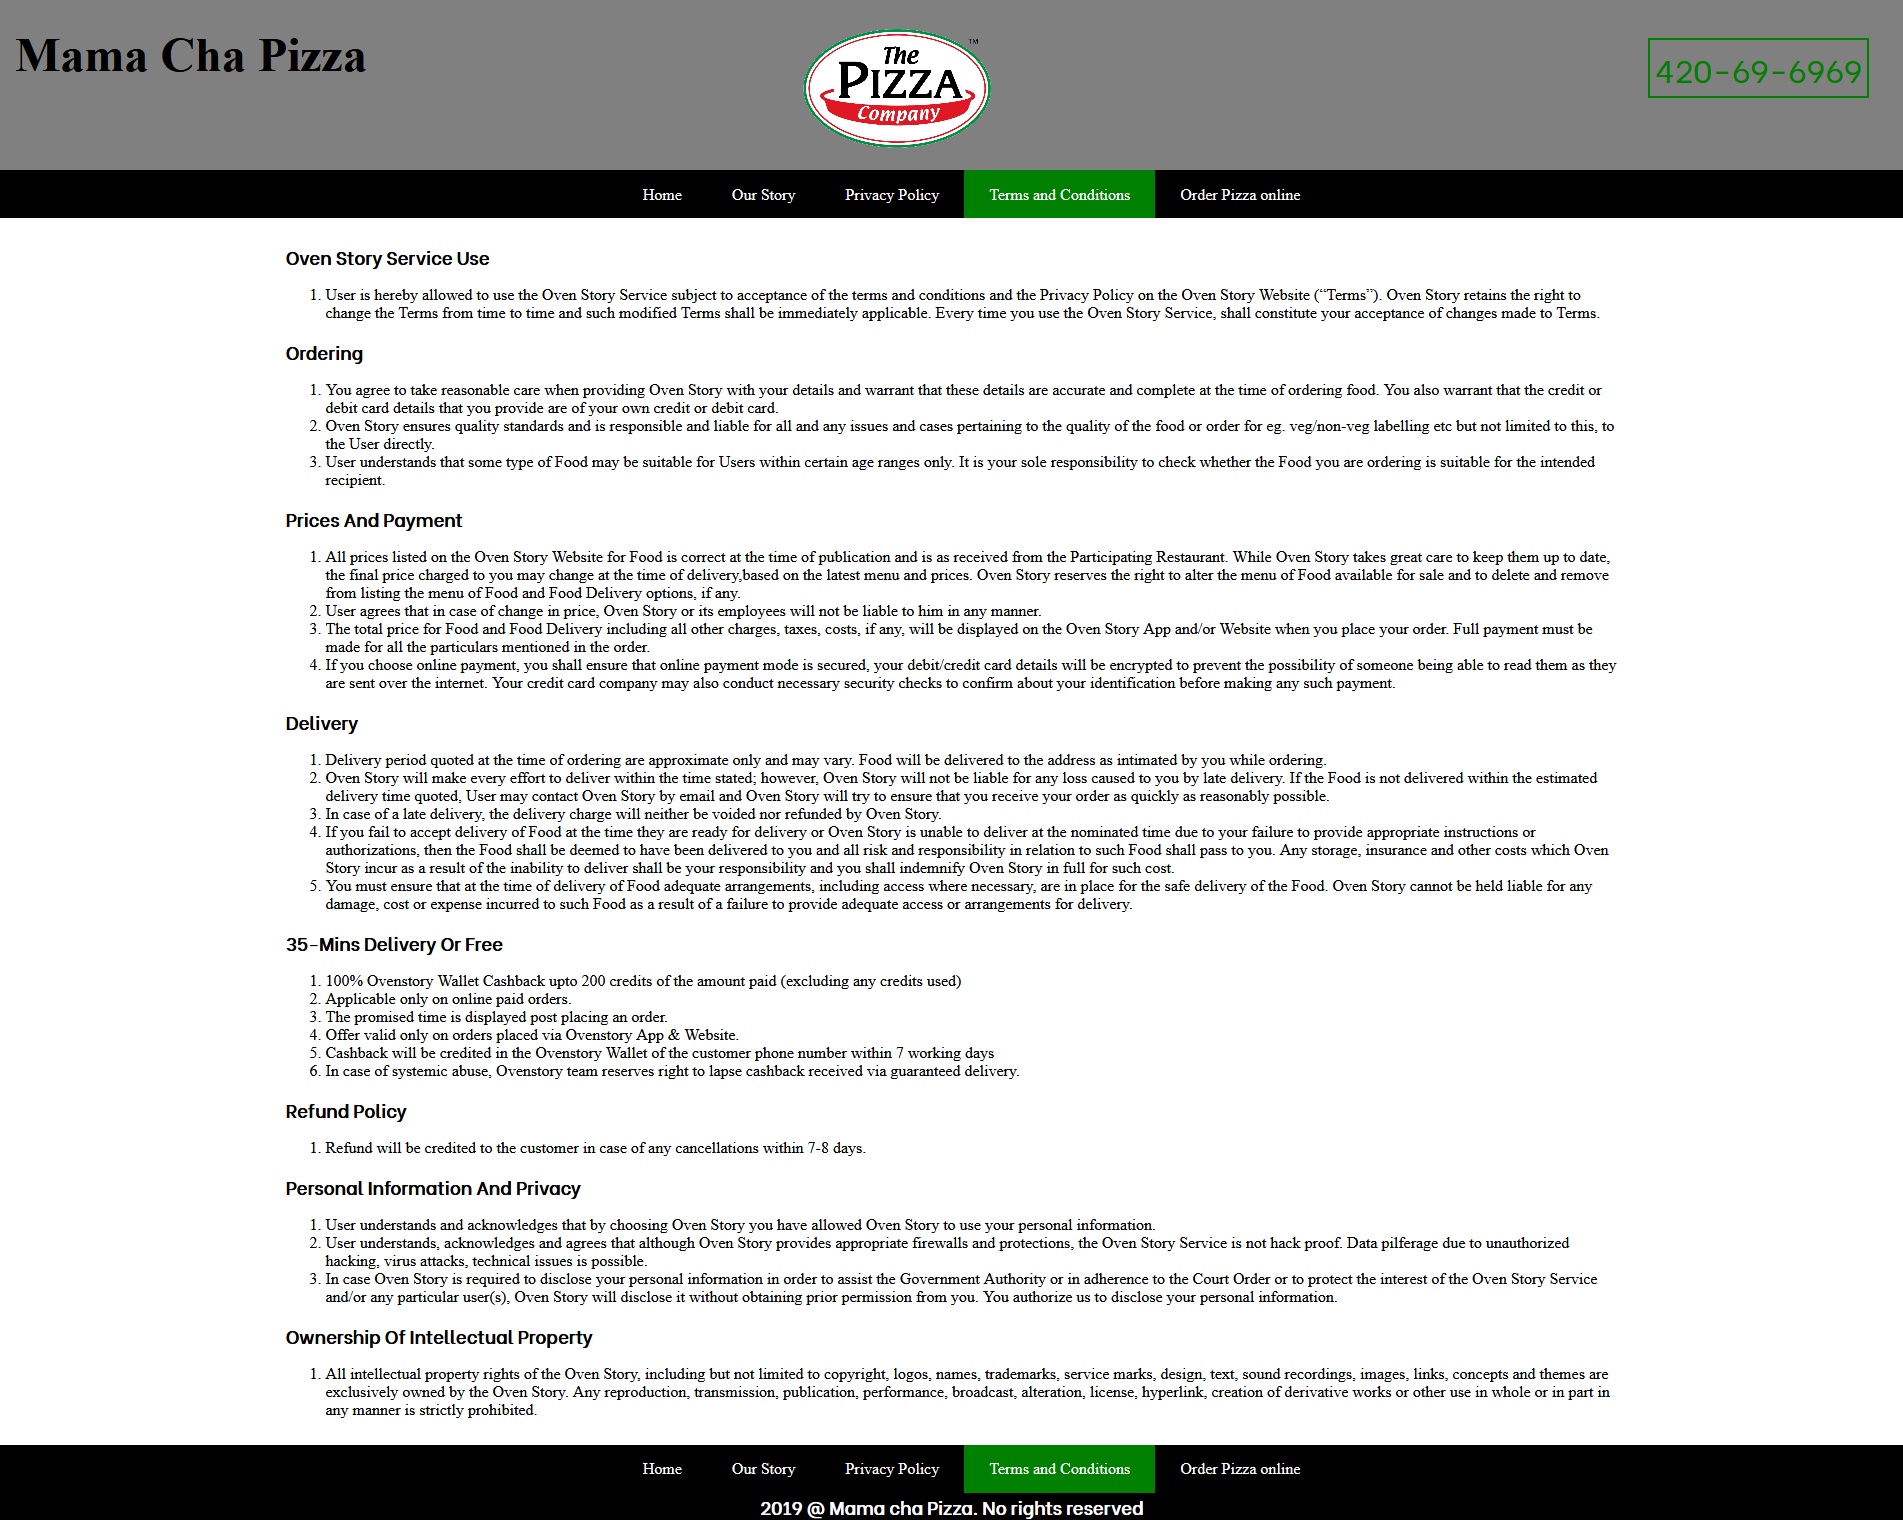 Mama Cha Pizza
The
PIZZA
Company
TM
420-69-6969
Home Our Story Privacy Policy Terms and Conditions Order Pizza online
Oven Story Service Use
1. User is hereby allowed to use the Oven Story Service subject to acceptance of the terms and conditions and the Privacy Policy on the Oven Story Website (“Terms”). Oven Story retains the right to
change the Terms from time to time and such modified Terms shall be immediately applicable. Every time you use the Oven Story Service, shall constitute your acceptance of changes made to Terms.
Ordering
1. You agree to take reasonable care when providing Oven Story with your details and warrant that these details are accurate and complete at the time of ordering food. You also warrant that the credit or
debit card details that you provide are of your own credit or debit card.
2. Oven Story ensures quality standards and is responsible and liable for all and any issues and cases pertaining to the quality of the food or order for eg. veg/non-veg labelling etc but not limited to this, to
the User directly.
3. User understands that some type of Food may be suitable for Users within certain age ranges only. It is your sole responsibility to check whether the Food you are ordering is suitable for the intended
recipient.
Prices And Payment
1. All prices listed on the Oven Story Website for Food is correct at the time of publication and is as received from the Participating Restaurant. While Oven Story takes great care to keep them up to date,
the final price charged to you may change at the time of delivery,based on the latest menu and prices. Oven Story reserves the right to alter the menu of Food available for sale and to delete and remove
from listing the menu of Food and Food Delivery options, if any.
2. User agrees that in case of change in price, Oven Story or its employees will not be liable to him in any manner.
3. The total price for Food and Food Delivery including all other charges, taxes, costs, if any, will be displayed on the Oven Story App and/or Website when you place your order. Full payment must be
made for all the particulars mentioned in the order.
4. If you choose online payment, you shall ensure that online payment mode is secured, your debit/credit card details will be encrypted to prevent the possibility of someone being able to read them as they
are sent over the internet. Your credit card company may also conduct necessary security checks to confirm about your identification before making any such payment.
Delivery
1. Delivery period quoted at the time of ordering are approximate only and may vary. Food will be delivered to the address as intimated by you while ordering.
2. Oven Story will make every effort to deliver within the time stated; however, Oven Story will not be liable for any loss caused to you by late delivery. If the Food is not delivered within the estimated
delivery time quoted, User may contact Oven Story by email and Oven Story will try to ensure that you receive your order as quickly as reasonably possible.
3. In case of a late delivery, the delivery charge will neither be voided nor refunded by Oven Story.
4. If you fail to accept delivery of Food at the time they are ready for delivery or Oven Story is unable to deliver at the nominated time due to your failure to provide appropriate instructions or
authorizations, then the Food shall be deemed to have been delivered to you and all risk and responsibility in relation to such Food shall pass to you. Any storage, insurance and other costs which Oven
Story incur as a result of the inability to deliver shall be your responsibility and you shall indemnify Oven Story in full for such cost.
5. You must ensure that at the time of delivery of Food adequate arrangements, including access where necessary, are in place for the safe delivery of the Food. Oven Story cannot be held liable for any
damage, cost or expense incurred to such Food as a result of a failure to provide adequate access or arrangements for delivery.
35-Mins Delivery Or Free
1. 100% Ovenstory Wallet Cashback upto 200 credits of the amount paid (excluding any credits used)
2. Applicable only on online paid orders.
3. The promised time is displayed post placing an order.
4. Offer valid only on orders placed via Ovenstory App & Website.
5. Cashback will be credited in the Ovenstory Wallet of the customer phone number within 7 working days
6. In case of systemic abuse, Ovenstory team reserves right to lapse cashback received via guaranteed delivery.
Refund Policy
1. Refund will be credited to the customer in case of any cancellations within 7-8 days.
Personal Information And Privacy
1. User understands and acknowledges that by choosing Oven Story you have allowed Oven Story to use your personal information.
2. User understands, acknowledges and agrees that although Oven Story provides appropriate firewalls and protections, the Oven Story Service is not hack proof. Data pilferage due to unauthorized
hacking, virus attacks, technical issues is possible.
3. In case Oven Story is required to disclose your personal information in order to assist the Government Authority or in adherence to the Court Order or to protect the interest of the Oven Story Service
and/or any particular user(s), Oven Story will disclose it without obtaining prior permission from you. You authorize us to disclose your personal information.
Ownership Of Intellectual Property
1. All intellectual property rights of the Oven Story, including but not limited to copyright, logos, names, trademarks, service marks, design, text, sound recordings, images, links, concepts and themes are
exclusively owned by the Oven Story. Any reproduction, transmission, publication, performance, broadcast, alteration, license, hyperlink, creation of derivative works or other use in whole or in part in
any manner is strictly prohibited.
Home Our Story Privacy Policy Terms and Conditions Order Pizza online
2019 @ Mama cha Pizza. No rights reserved